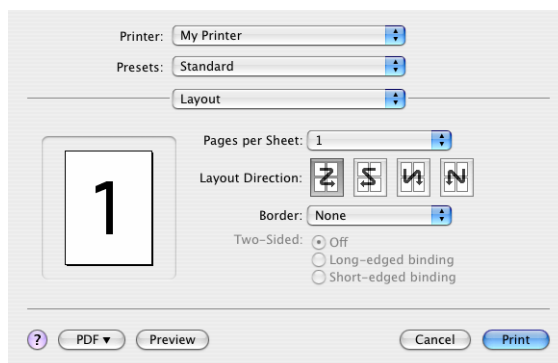 Printer: My Printer
Presets: Standard
Layout
Pages per Sheet: 1
Layout Direction:
1
Border: None
Two-Sided: Off
Long-edged binding
Short-edged binding
? PDF ▼ Preview Cancel Print